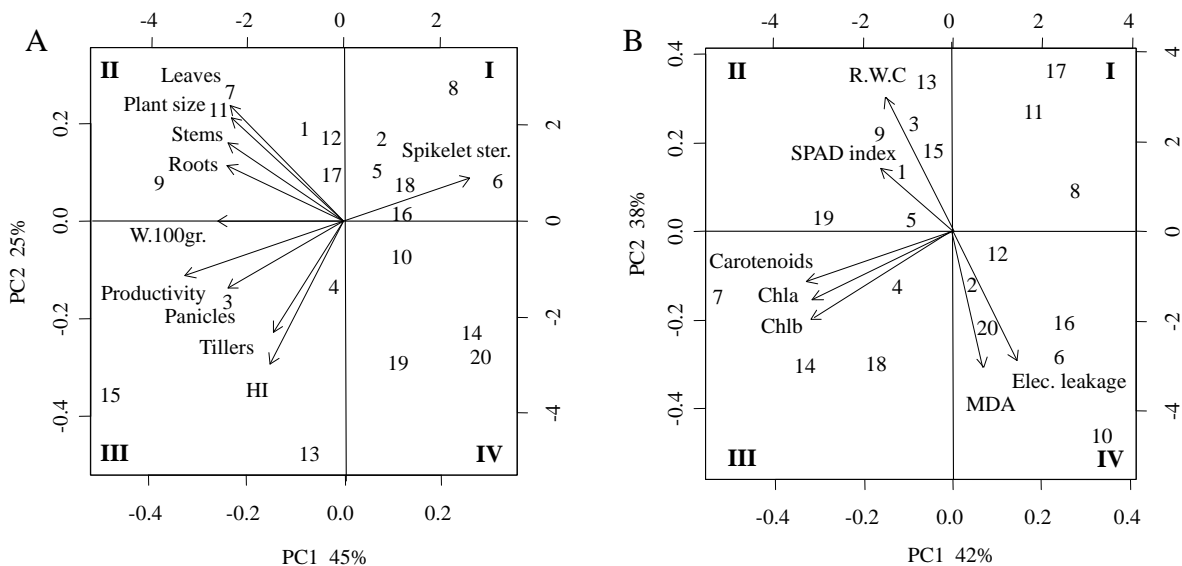 A
-4 -2 0 2
II I
Leaves
7 8
Plant size 11
0.2 1 12 2 2
Stems
5 Spikelet ster.
Roots 17
9 18 6
16
0.0 0
W.100gr.
10
Productivity 3 4
Panicles
-0.2 -2
Tillers 14
19 20
HI
15
-0.4 -4
III 13 IV
-0.4 -0.2 0.0 0.2
PC1 45%
PC2 25%
B
-4 -2 0 2 4
0.4 4
II I
R.W.C 13 17
11
3
9
0.2 15 2
SPAD index
1
8
19 5
0.0 0
12
Carotenoids
2
7 Chla 4
Chlb 20 16
-0.2 -2
14 18 6
Elec. leakage
MDA
-0.4 -4
10
III IV
-0.4 -0.2 0.0 0.2 0.4
PC1 42%
PC2 38%